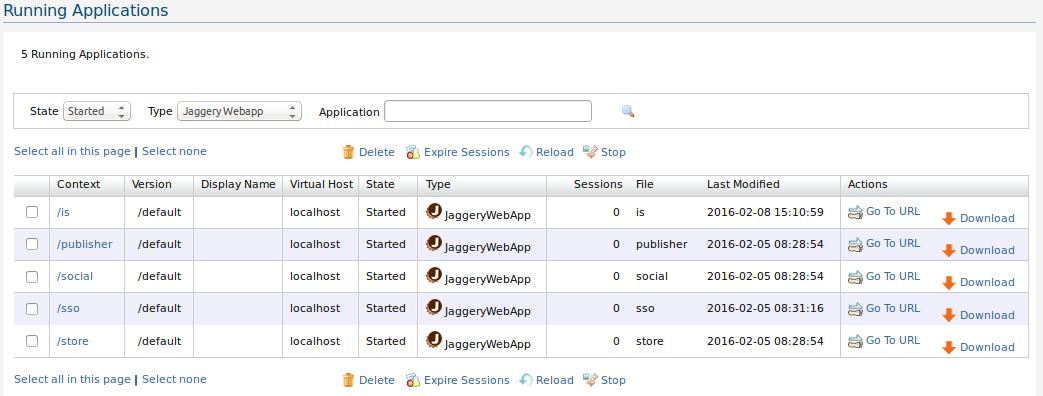 Running Applications
5 Running Applications.
State Started Type Jaggery Webapp Application
Select all in this page | Select none Delete Expire Sessions Reload Stop
Context Version Display Name Virtual Host State Type Sessions File Last Modified Actions
/is /default localhost Started JaggeryWebApp 0 is 2016-02-08 15:10:59 Go To URL Download
/publisher /default localhost Started JaggeryWebApp 0 publisher 2016-02-05 08:28:54 Go To URL Download
/social /default localhost Started JaggeryWebApp 0 social 2016-02-05 08:28:54 Go To URL Download
/sso /default localhost Started JaggeryWebApp 0 sso 2016-02-05 08:31:16 Go To URL Download
/store /default localhost Started JaggeryWebApp 0 store 2016-02-05 08:28:54 Go To URL Download
Select all in this page | Select none Delete Expire Sessions Reload Stop